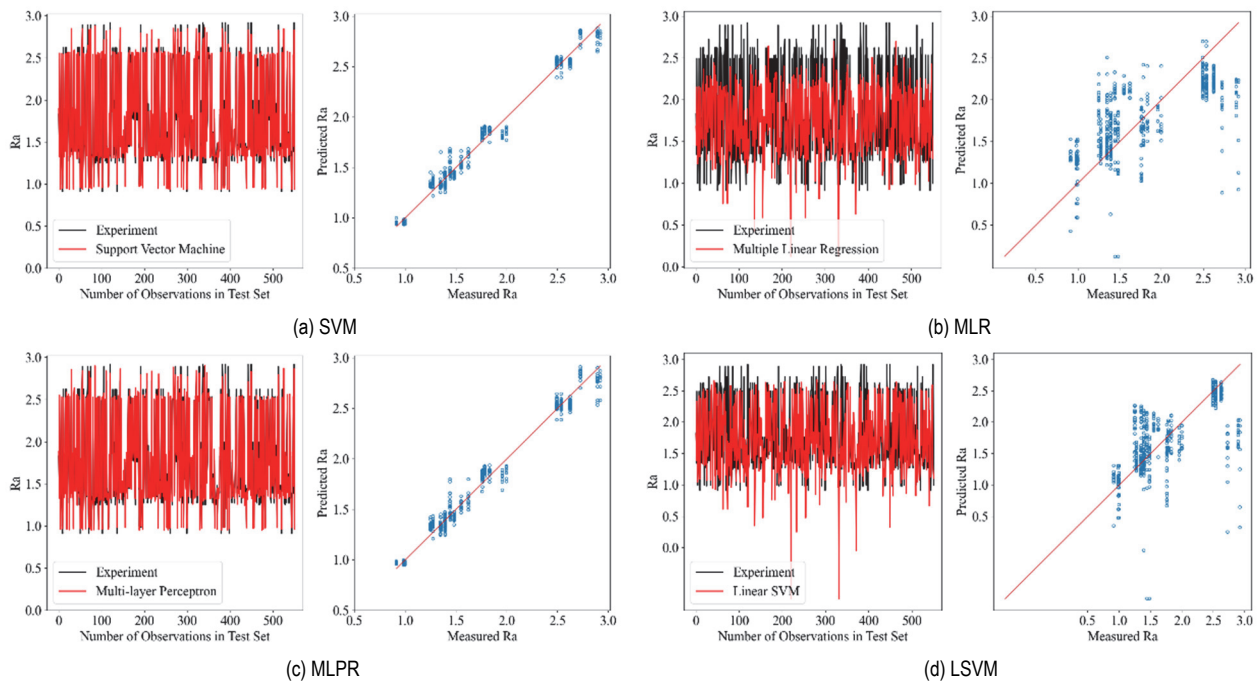 3.0
2.5
2.0
1.5
1.0
0.5
0.0
Ra
Experiment
Support Vector Machine
0 100 200 300 400 500
Number of Observations in Test Set
3.0
2.5
2.0
1.5
1.0
0.5
Predicted Ra
1.0 1.5 2.0 2.5 3.0
Measured Ra
(a) SVM
3.0
2.5
2.0
1.5
1.0
0.5
0.0
Ra
Experiment
Multiple Linear Regression
0 100 200 300 400 500
Number of Observations in Test Set
3.0
2.5
2.0
1.5
1.0
0.5
Predicted Ra
0.5 1.0 1.5 2.0 2.5 3.0
Measured Ra
(b) MLR
3.0
2.5
2.0
1.5
1.0
0.5
0.0
Ra
Experiment
Multi-layer Perceptron
0 100 200 300 400 500
Number of Observations in Test Set
3.0
2.5
2.0
1.5
1.0
0.5
Predicted Ra
1.0 1.5 2.0 2.5 3.0
Measured Ra
(c) MLPR
3.0
2.5
2.0
1.5
1.0
0.5
0.0
Ra
Experiment
Linear SVM
0 100 200 300 400 500
Number of Observations in Test Set
3.0
2.5
2.0
1.5
1.0
0.5
Predicted Ra
0.5 1.0 1.5 2.0 2.5 3.0
Measured Ra
(d) LSVM